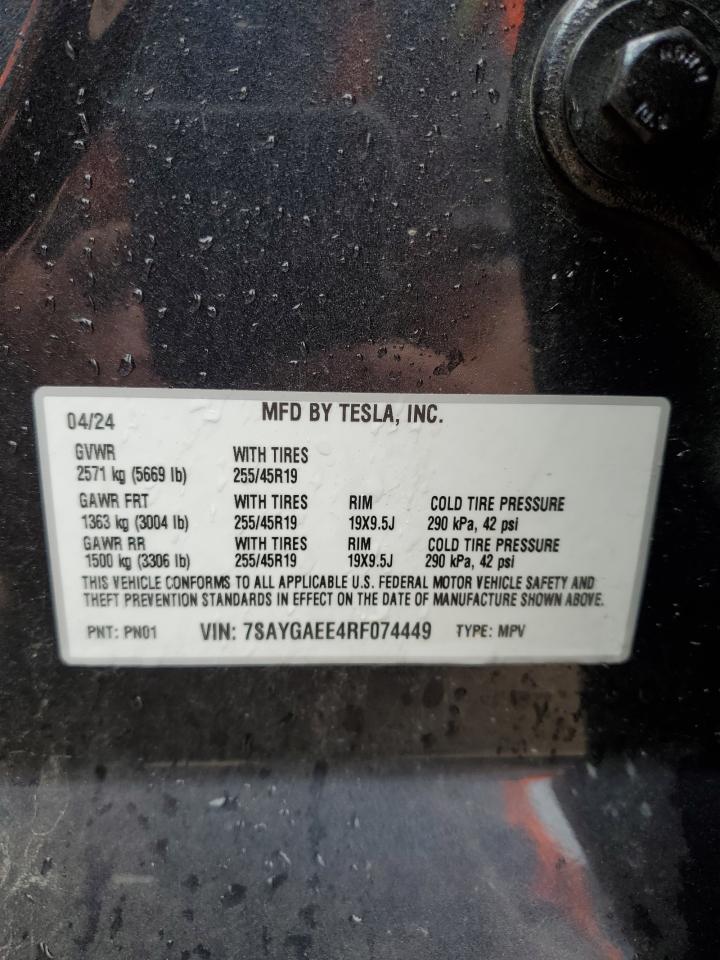 04/24 MFD BY TESLA, INC.
GVWR WITH TIRES
2571 kg (5669 lb) 255/45R19
GAWR FRT WITH TIRES RIM COLD TIRE PRESSURE
1363 kg (3004 lb) 255/45R19 19X9.5J 290 kPa, 42 psi
GAWR RR WITH TIRES RIM COLD TIRE PRESSURE
1500 kg (3306 lb) 255/45R19 19X9.5J 290 kPa, 42 psi
THIS VEHICLE CONFORMS TO ALL APPLICABLE U.S. FEDERAL MOTOR VEHICLE SAFETY AND
THEFT PREVENTION STANDARDS IN EFFECT ON THE DATE OF MANUFACTURE SHOWN ABOVE.
PNT: PN01 VIN: 7SAYGAEE4RF074449 TYPE: MPV